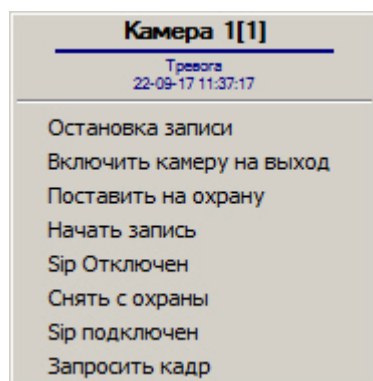 Камера 1[1]
Тревога
22-09-17 11:37:17
Остановка записи
Включить камеру на выход
Поставить на охрану
Начать запись
Sip Отключен
Снять с охраны
Sip подключен
Запросить кадр